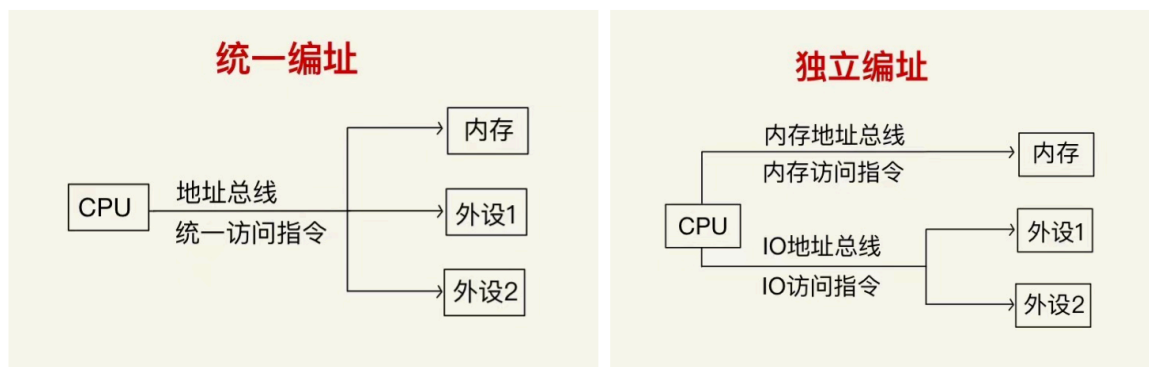 统一编址
内存
CPU
地址总线
统一访问指令
外设1
外设2
独立编址
内存地址总线
内存访问指令
内存
CPU
IO地址总线
IO访问指令
外设1
外设2